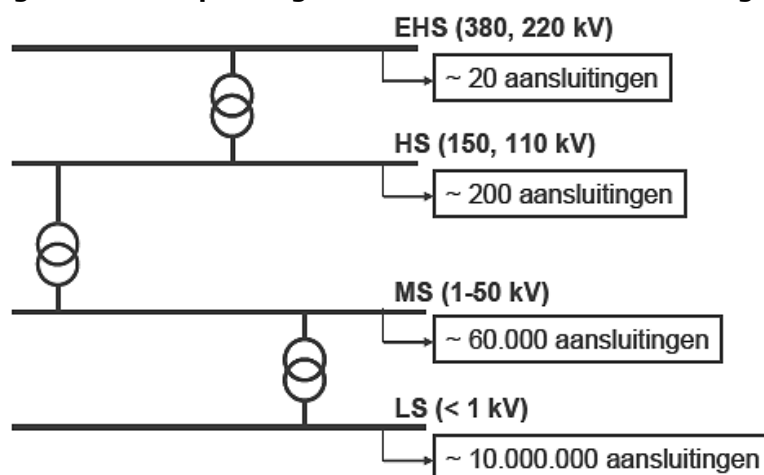 EHS (380, 220 kV)
~ 20 aansluitingen
HS (150, 110 kV)
~ 200 aansluitingen
MS (1-50 kV)
~ 60.000 aansluitingen
LS (< 1 kV)
~ 10.000.000 aansluitingen